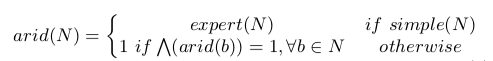 arid(N) = { expert(N) if simple(N)
1 if ⋀(arid(b)) = 1, ∀b ∈ N otherwise